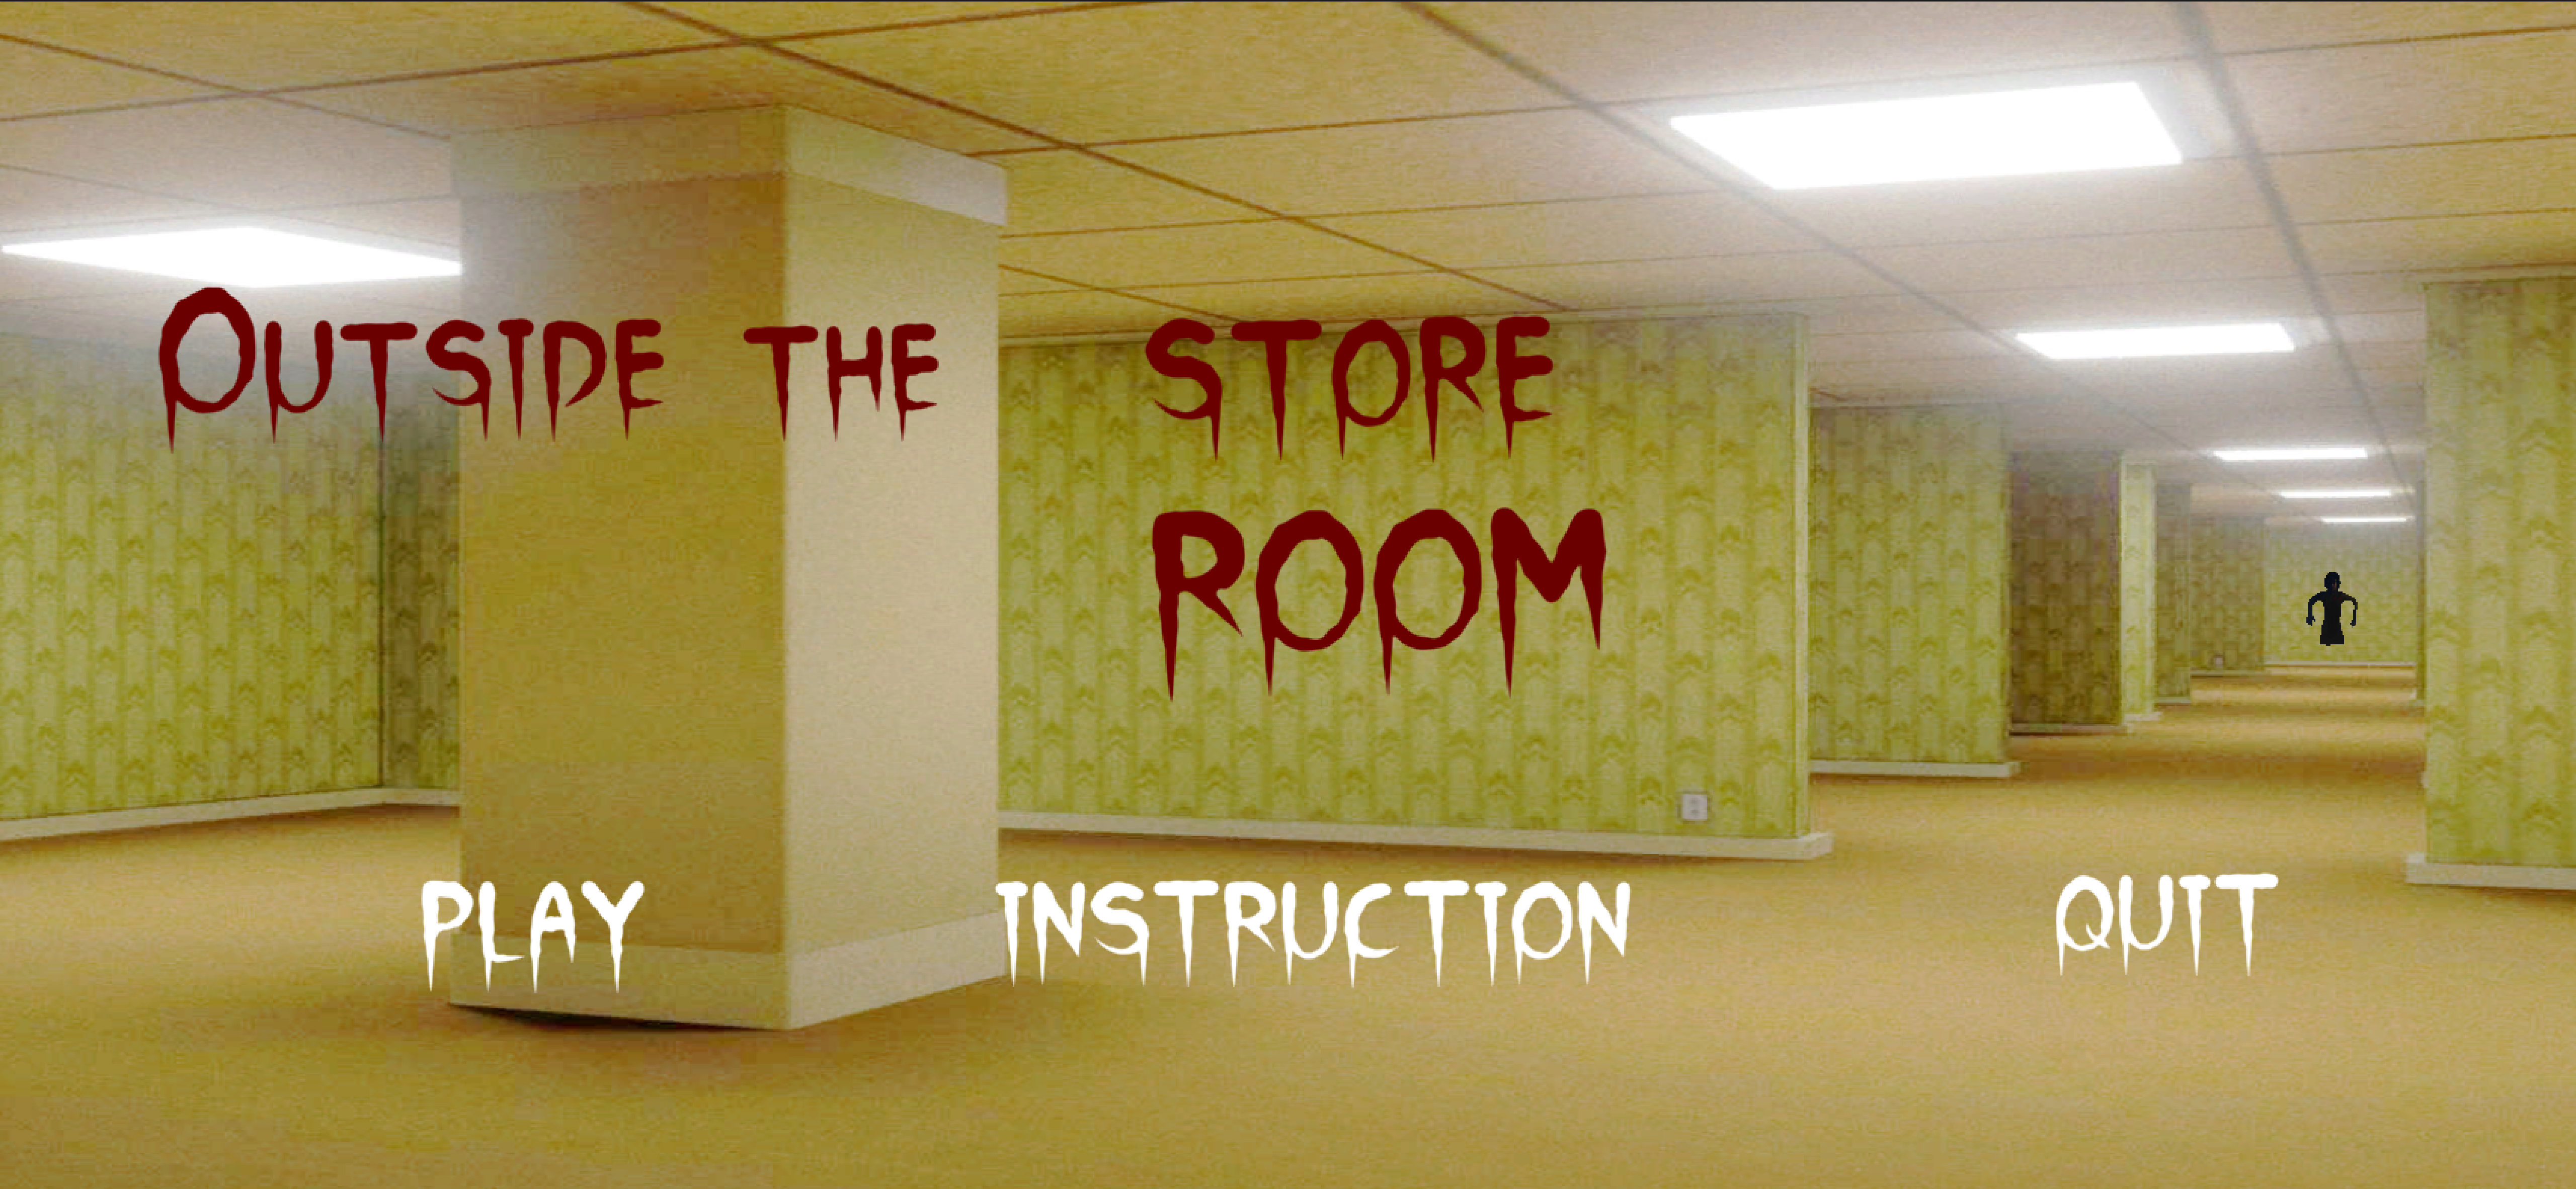 Outside the store
room
Play Instruction Quit